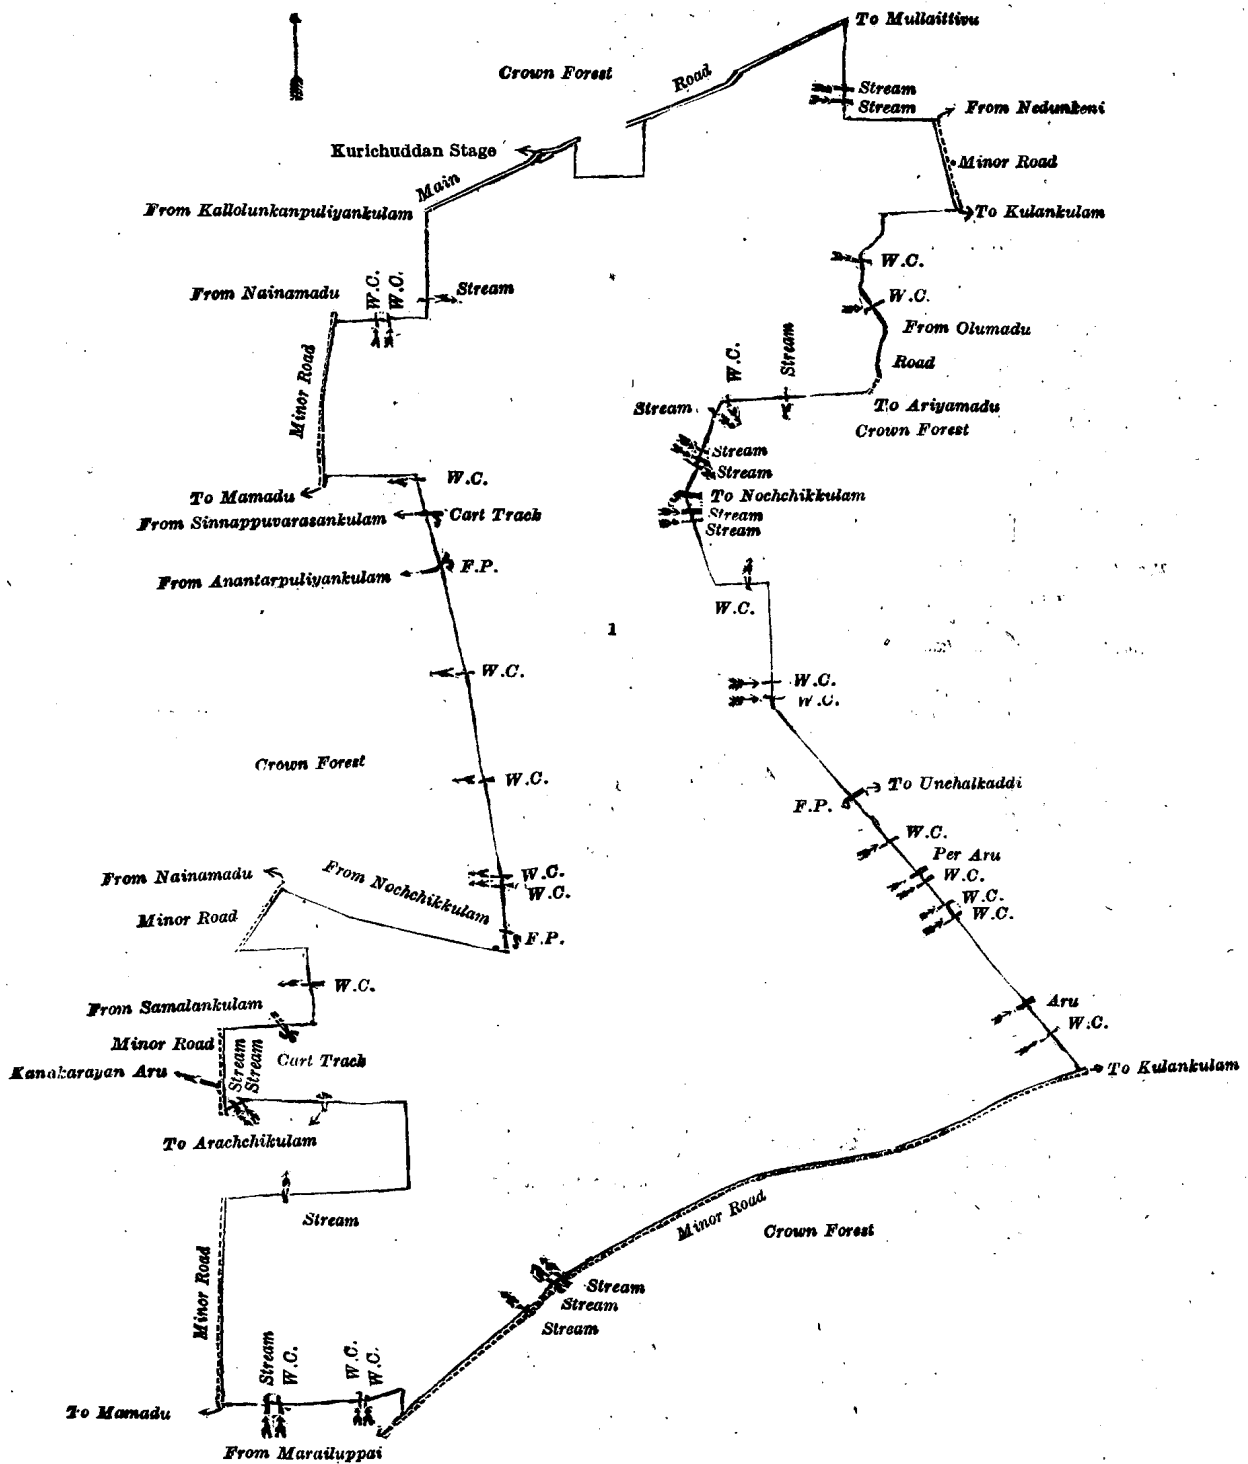 To Mullaittivu
Crown Forest
Road
Stream
Stream
From Nedunkeni
Kurichuddan Stage
Minor Road
Main
From Kallolunkanpuliyankulam
To Kulankulam
W.C.
From Nainamadu
W.C.
W.C.
Stream
W.C.
From Olumadu
Minor Road
Stream
W.C.
Road
Stream
To Ariyamadu
Crown Forest
Stream
Stream
To Mamadu
W.C.
To Nochchikkulam
From Sinnappuvarasankulam
Cart Track
Stream
Stream
From Anantarpuliyankulam
F.P.
W.C.
1
W.C.
W.C.
W.C.
Crown Forest
W.C.
To Unchalkaddi
F.P.
W.C.
Per Aru
From Nainamadu
From Nochchikkulam
W.C.
W.C.
W.C.
W.C.
W.C.
Minor Road
F.P.
W.C.
From Samalankulam
Aru
W.C.
Minor Road
Stream
Stream
Cart Track
Kanakarayan Aru
To Kulankulam
To Arachchikulam
Stream
Minor Road
Crown Forest
Minor Road
Stream
Stream
Stream
Stream
W.C.
W.C.
W.C.
To Mamadu
From Marailuppai